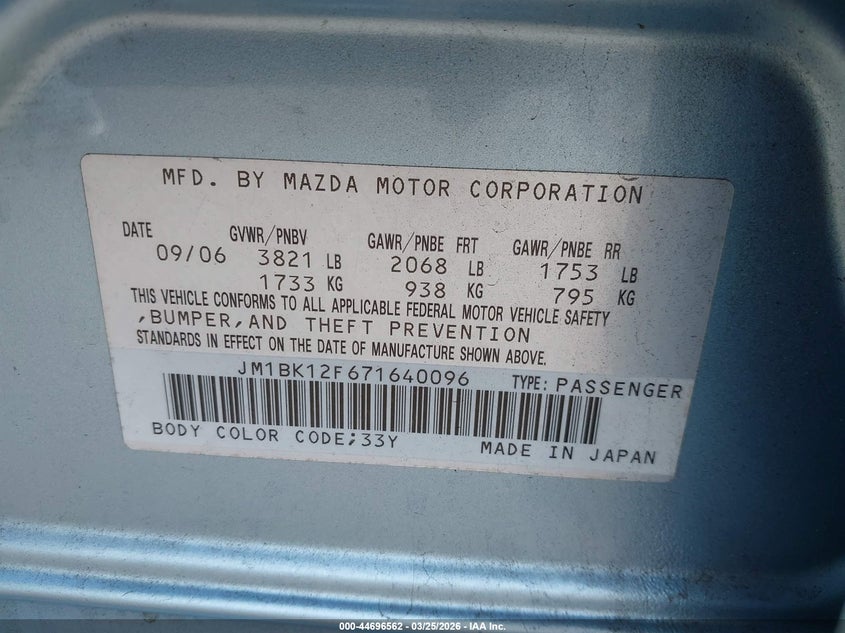 MFD. BY MAZDA MOTOR CORPORATION
DATE GVWR/PNBV GAWR/PNBE FRT GAWR/PNBE RR
09/06 3821 LB 2068 LB 1753 LB
1733 KG 938 KG 795 KG
THIS VEHICLE CONFORMS TO ALL APPLICABLE FEDERAL MOTOR VEHICLE SAFETY
,BUMPER,AND THEFT PREVENTION
STANDARDS IN EFFECT ON THE DATE OF MANUFACTURE SHOWN ABOVE.
JM1BK12F671640096 TYPE: PASSENGER
BODY COLOR CODE;33Y MADE IN JAPAN
000-44696562 | 03/25/2026 - IAA Inc.